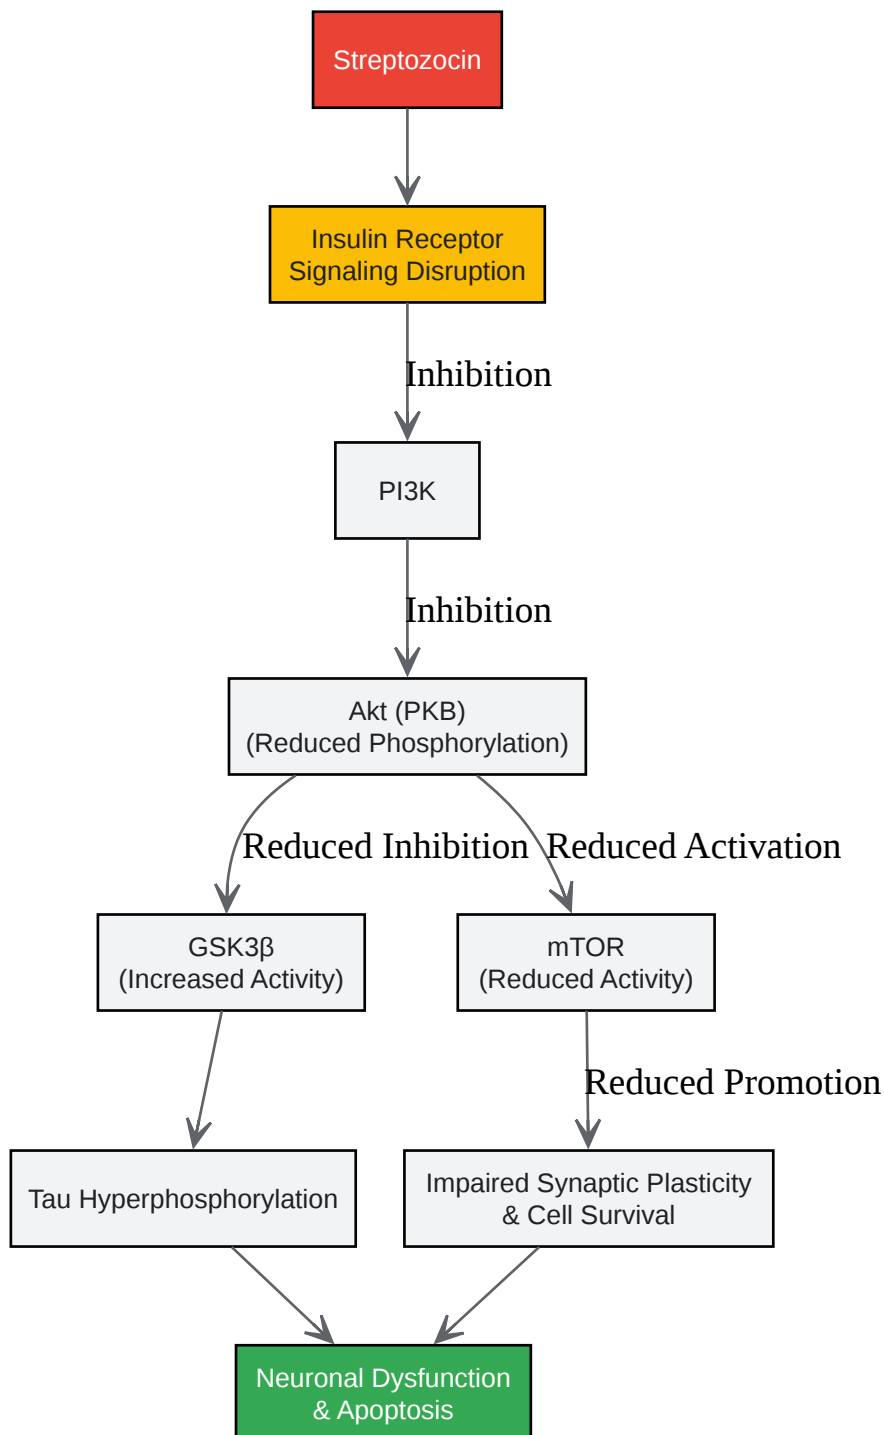 Streptozocin
Insulin Receptor
Signaling Disruption
Inhibition
PI3K
Inhibition
Akt (PKB)
(Reduced Phosphorylation)
Reduced Inhibition
Reduced Activation
GSK3β
(Increased Activity)
mTOR
(Reduced Activity)
Reduced Promotion
Tau Hyperphosphorylation
Impaired Synaptic Plasticity
& Cell Survival
Neuronal Dysfunction
& Apoptosis